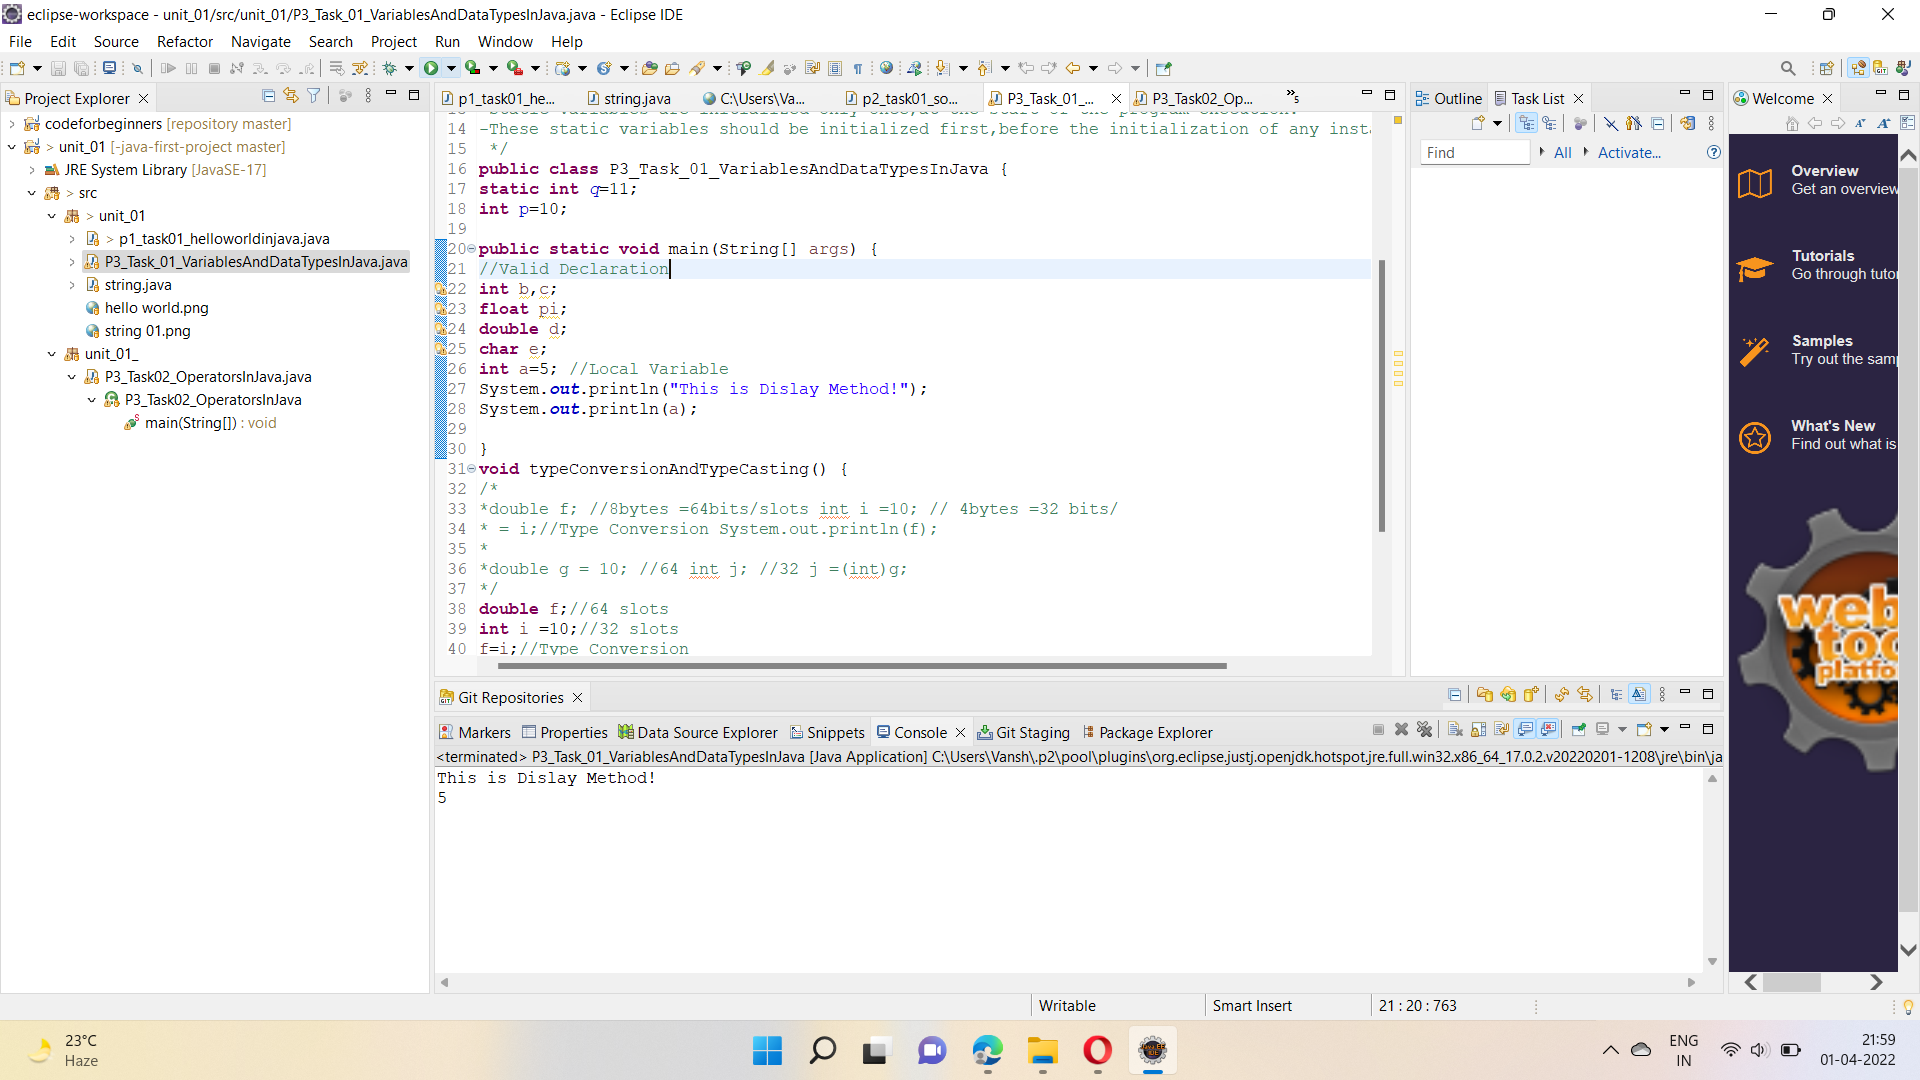 eclipse-workspace - unit_01/src/unit_01/P3_Task_01_VariablesAndDataTypesInJava.java - Eclipse IDE
File Edit Source Refactor Navigate Search Project Run Window Help
Project Explorer
codeforbeginners [repository master]
> unit_01 [-java-first-project master]
JRE System Library [JavaSE-17]
> src
> unit_01
> p1_task01_helloworldinjava.java
P3_Task_01_VariablesAndDataTypesInJava.java
string.java
hello world.png
string 01.png
unit_01_
P3_Task02_OperatorsInJava.java
P3_Task02_OperatorsInJava
main(String[]) : void
p1_task01_he... string.java C:\Users\Va... p2_task01_so... P3_Task_01_... P3_Task02_Op... »5
14 -These static variables should be initialized first,before the initialization of any inst
15 */
16 public class P3_Task_01_VariablesAndDataTypesInJava {
17 static int q=11;
18 int p=10;
19
20 public static void main(String[] args) {
21 //Valid Declaration
22 int b,c;
23 float pi;
24 double d;
25 char e;
26 int a=5; //Local Variable
27 System.out.println("This is Dislay Method!");
28 System.out.println(a);
29
30 }
31 void typeConversionAndTypeCasting() {
32 /*
33 *double f; //8bytes =64bits/slots int i =10; // 4bytes =32 bits/
34 * = i;//Type Conversion System.out.println(f);
35 *
36 *double g = 10; //64 int j; //32 j =(int)g;
37 */
38 double f;//64 slots
39 int i =10;//32 slots
40 f=i;//Type Conversion
Outline Task List
Find All Activate...
Welcome
Overview
Get an overview
Tutorials
Go through tutor
Samples
Try out the samp
What's New
Find out what is
web
too
platfo
Git Repositories
Markers Properties Data Source Explorer Snippets Console Git Staging Package Explorer
<terminated> P3_Task_01_VariablesAndDataTypesInJava [Java Application] C:\Users\Vansh\.p2\pool\plugins\org.eclipse.justj.openjdk.hotspot.jre.full.win32.x86_64_17.0.2.v20220201-1208\jre\bin\ja
This is Dislay Method!
5
Writable Smart Insert 21 : 20 : 763
23°C
Haze
ENG
IN
21:59
01-04-2022